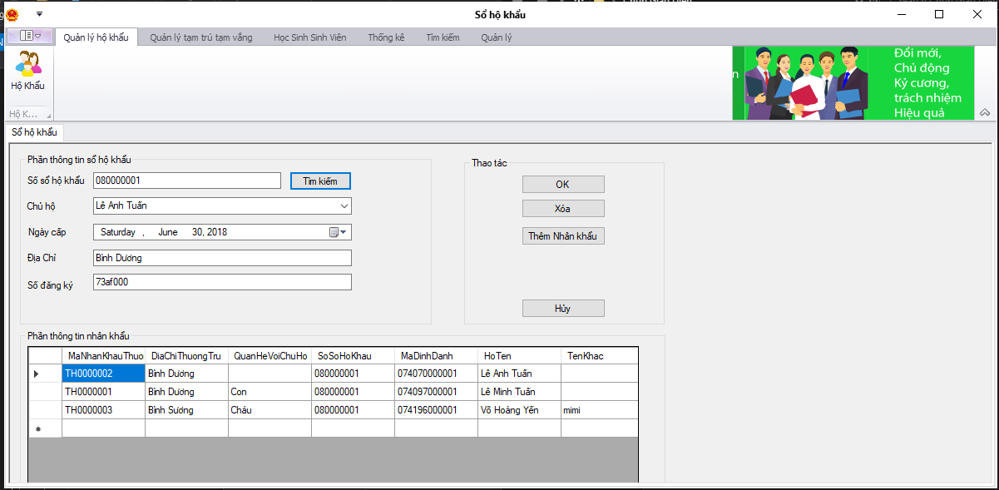 Sổ hộ khẩu
Quản lý hộ khẩu Quản lý tạm trú tạm vắng Học Sinh Sinh Viên Thống kê Tìm kiếm Quản lý
Hộ Khẩu
Hộ K...
n
Đổi mới,
Chủ động
Kỷ cương,
trách nhiệm
Hiệu quả
Sổ hộ khẩu
Phần thông tin sổ hộ khẩu
Số sổ hộ khẩu 080000001 Tìm kiếm
Chủ hộ Lê Anh Tuấn
Ngày cấp Saturday , June 30, 2018
Địa Chỉ Bình Dương
Số đăng ký 73af000
Thao tác
OK
Xóa
Thêm Nhân khẩu
Hủy
Phần thông tin nhân khẩu
MaNhanKhauThuo DiaChiThuongTru QuanHeVoiChuHo SoSoHoKhau MaDinhDanh HoTen TenKhac
TH0000002 Bình Dương 080000001 074070000001 Lê Anh Tuấn
TH0000001 Bình Dương Con 080000001 074097000001 Lê Minh Tuấn
TH0000003 Bình Sương Cháu 080000001 074196000001 Võ Hoàng Yến mimi